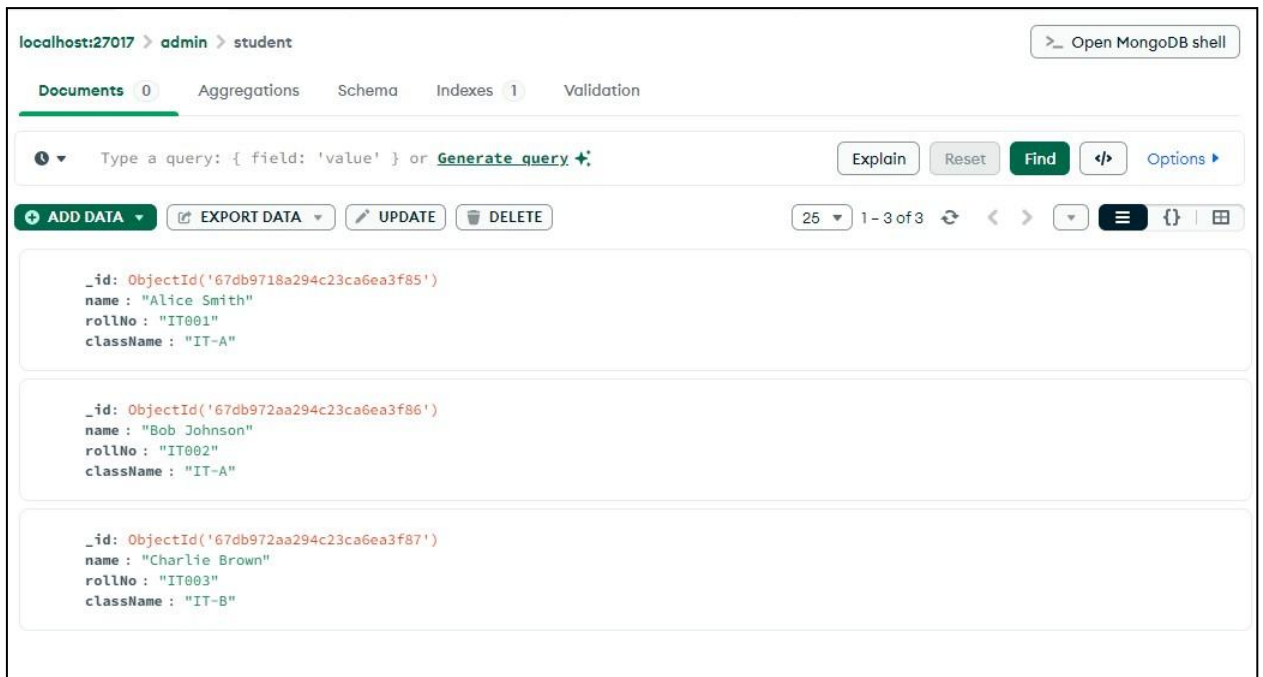 localhost:27017 > admin > student >_ Open MongoDB shell
Documents 0 Aggregations Schema Indexes 1 Validation
Type a query: { field: 'value' } or Generate query Explain Reset Find </> Options
ADD DATA EXPORT DATA UPDATE DELETE 25 1 – 3 of 3 < > {}
_id: ObjectId('67db9718a294c23ca6ea3f85')
name : "Alice Smith"
rollNo : "IT001"
className : "IT-A"
_id: ObjectId('67db972aa294c23ca6ea3f86')
name : "Bob Johnson"
rollNo : "IT002"
className : "IT-A"
_id: ObjectId('67db972aa294c23ca6ea3f87')
name : "Charlie Brown"
rollNo : "IT003"
className : "IT-B"